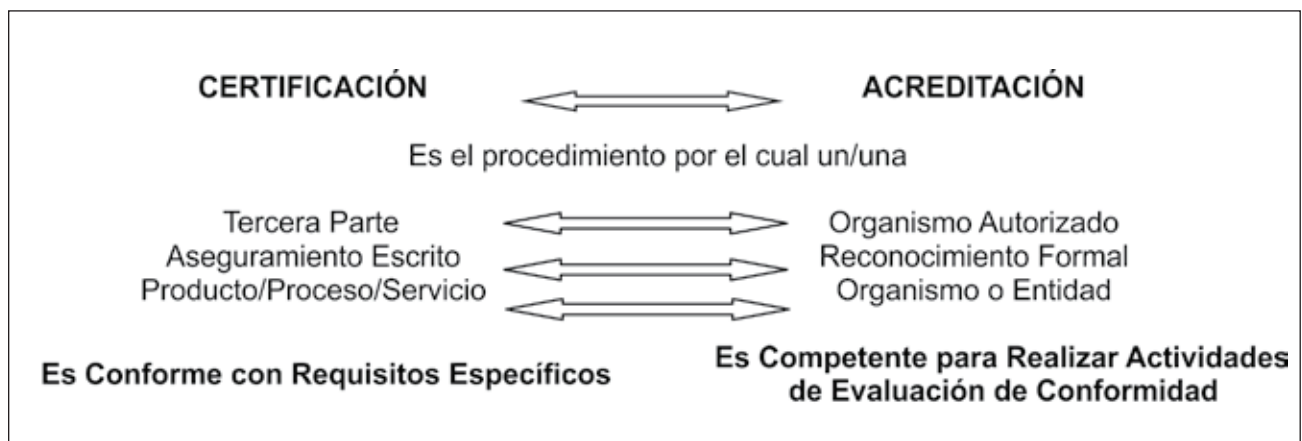 CERTIFICACIÓN
ACREDITACIÓN
Es el procedimiento por el cual un/una
Tercera Parte
Organismo Autorizado
Aseguramiento Escrito
Reconocimiento Formal
Producto/Proceso/Servicio
Organismo o Entidad
Es Conforme con Requisitos Específicos
Es Competente para Realizar Actividades
de Evaluación de Conformidad